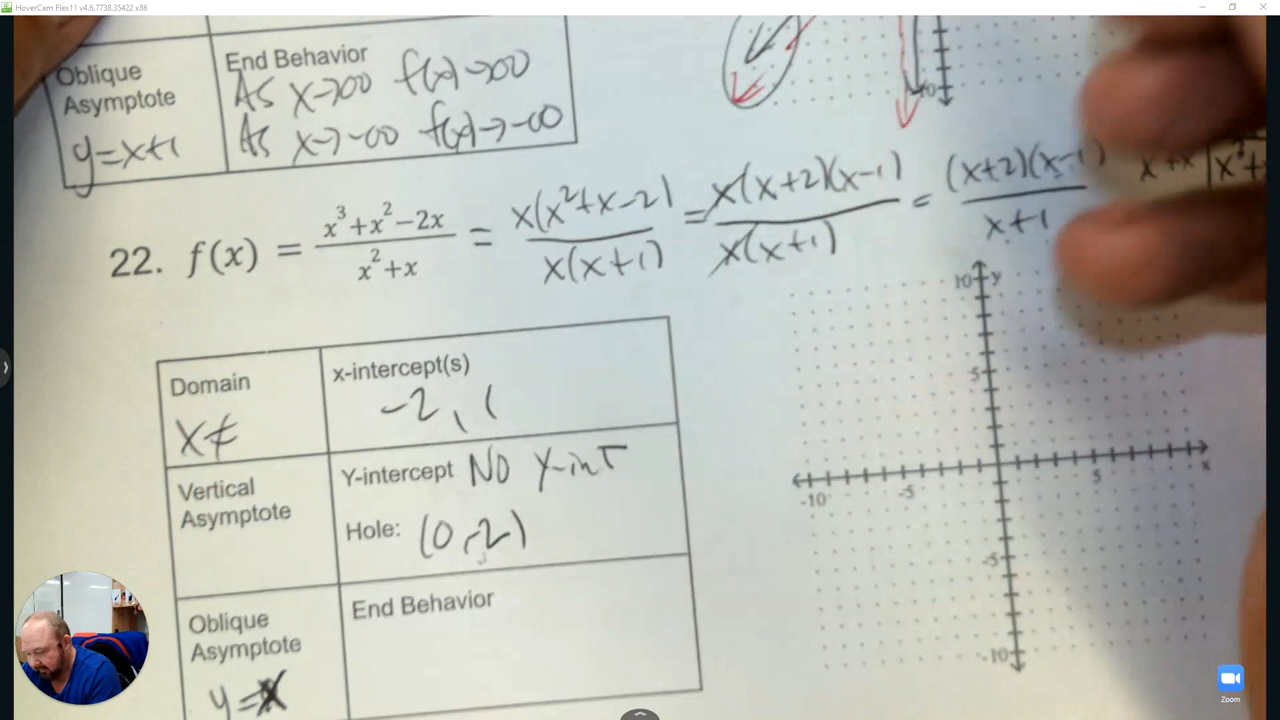 HoverCam Flex11 v4.6.7738.35422 x86
Oblique Asymptote
y=x+1
End Behavior
As x→∞ f(x)→∞
As x→-∞ f(x)→-∞
10
22. f(x) = (x³+x²-2x)/(x²+x) = x(x²+x-2)/x(x+1) = x(x+2)(x-1)/x(x+1) = (x+2)(x-1)/x+1
Domain
x≠
x-intercept(s)
-2, 1
Vertical Asymptote
Y-intercept NO Y-int
Hole: (0,-2)
Oblique Asymptote
y=x
End Behavior
10 y
5
-10 -5 5 x
-5
-10
Zoom